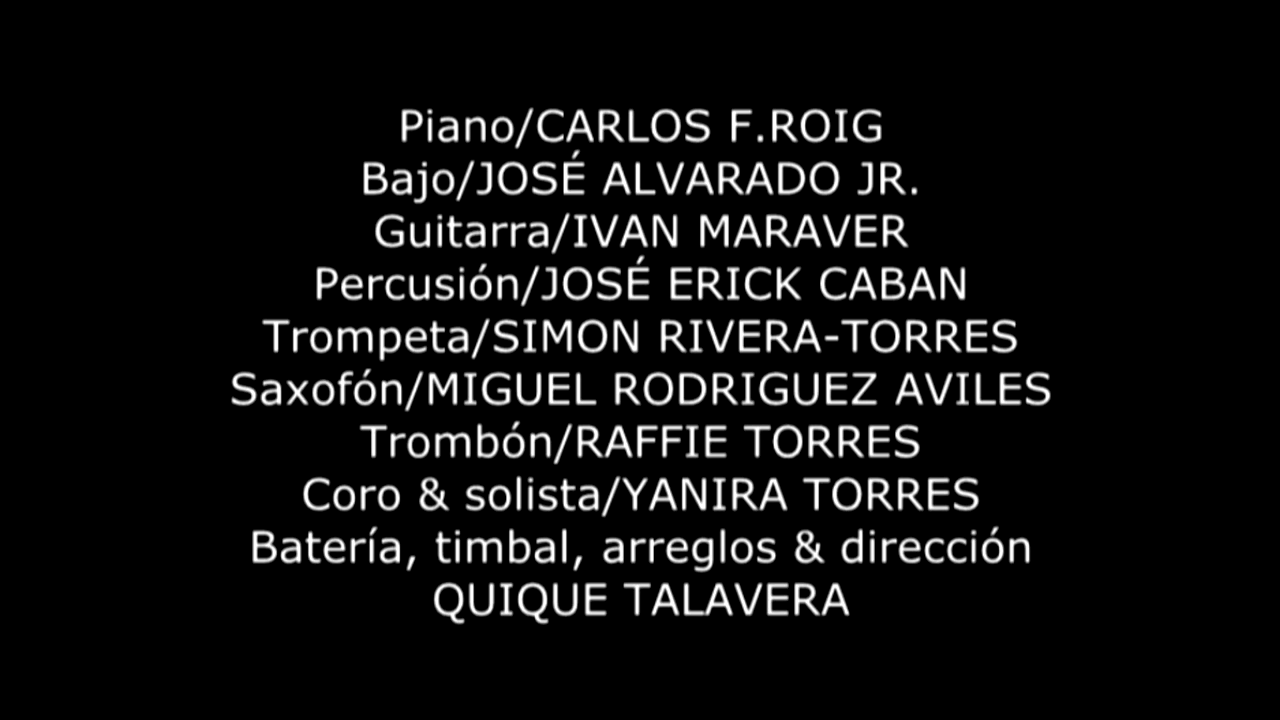 Piano/CARLOS F.ROIG
Bajo/JOSÉ ALVARADO JR.
Guitarra/IVAN MARAVER
Percusión/JOSÉ ERICK CABAN
Trompeta/SIMON RIVERA-TORRES
Saxofón/MIGUEL RODRIGUEZ AVILES
Trombón/RAFFIE TORRES
Coro & solista/YANIRA TORRES
Batería, timbal, arreglos & dirección
QUIQUE TALAVERA